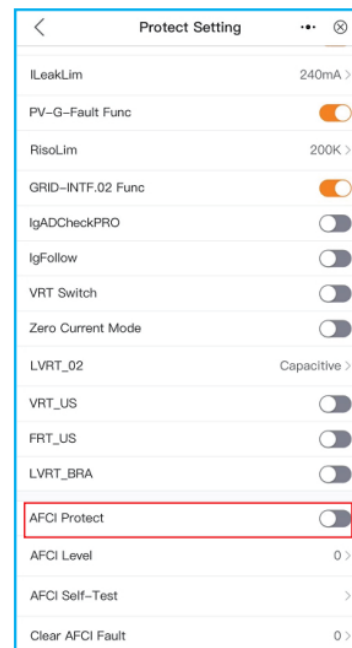 Protect Setting
ILeakLim 240mA
PV-G-Fault Func
RisoLim 200K
GRID-INTF.02 Func
IgADCheckPRO
IgFollow
VRT Switch
Zero Current Mode
LVRT_02 Capacitive
VRT_US
FRT_US
LVRT_BRA
AFCI Protect
AFCI Level 0
AFCI Self-Test
Clear AFCI Fault 0